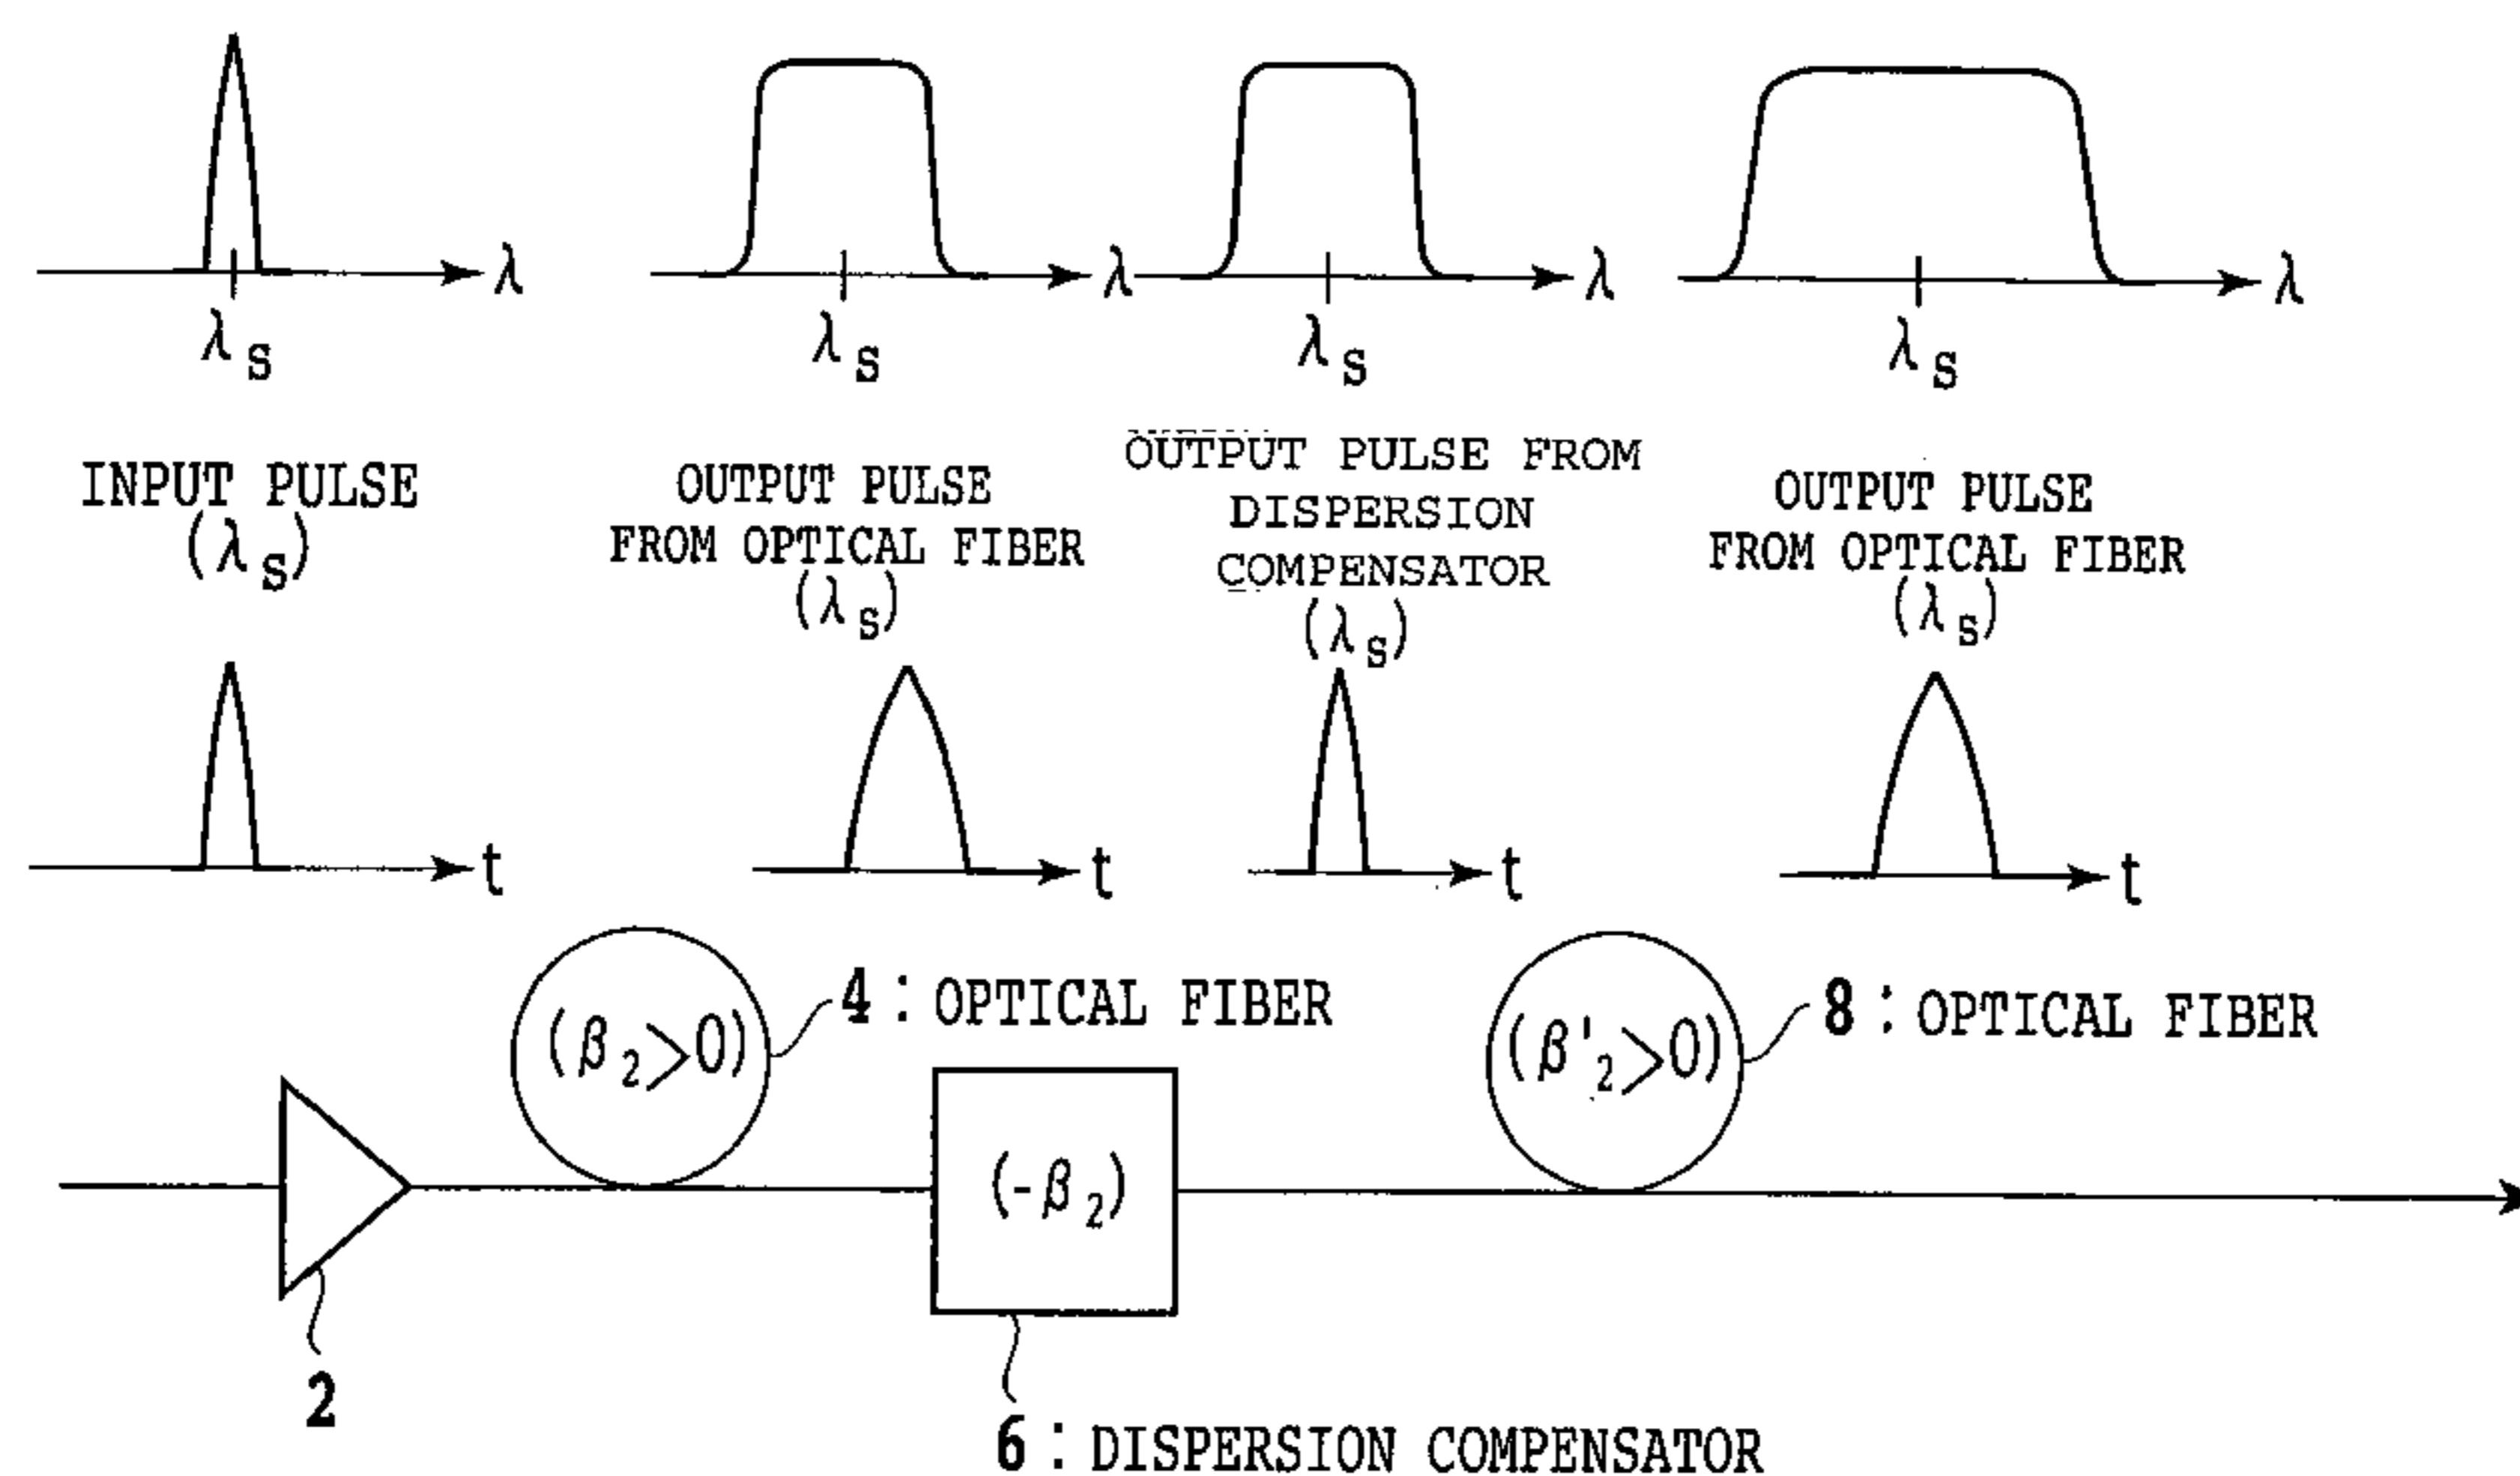 λ λ λ λ
λs λs λs λs
INPUT PULSE
(λs)
OUTPUT PULSE
FROM OPTICAL FIBER
(λs)
OUTPUT PULSE FROM
DISPERSION
COMPENSATOR
(λs)
OUTPUT PULSE
FROM OPTICAL FIBER
(λs)
t t t t
(β2>0)
4 : OPTICAL FIBER
(β'2>0)
8 : OPTICAL FIBER
(-β2)
2
6 : DISPERSION COMPENSATOR